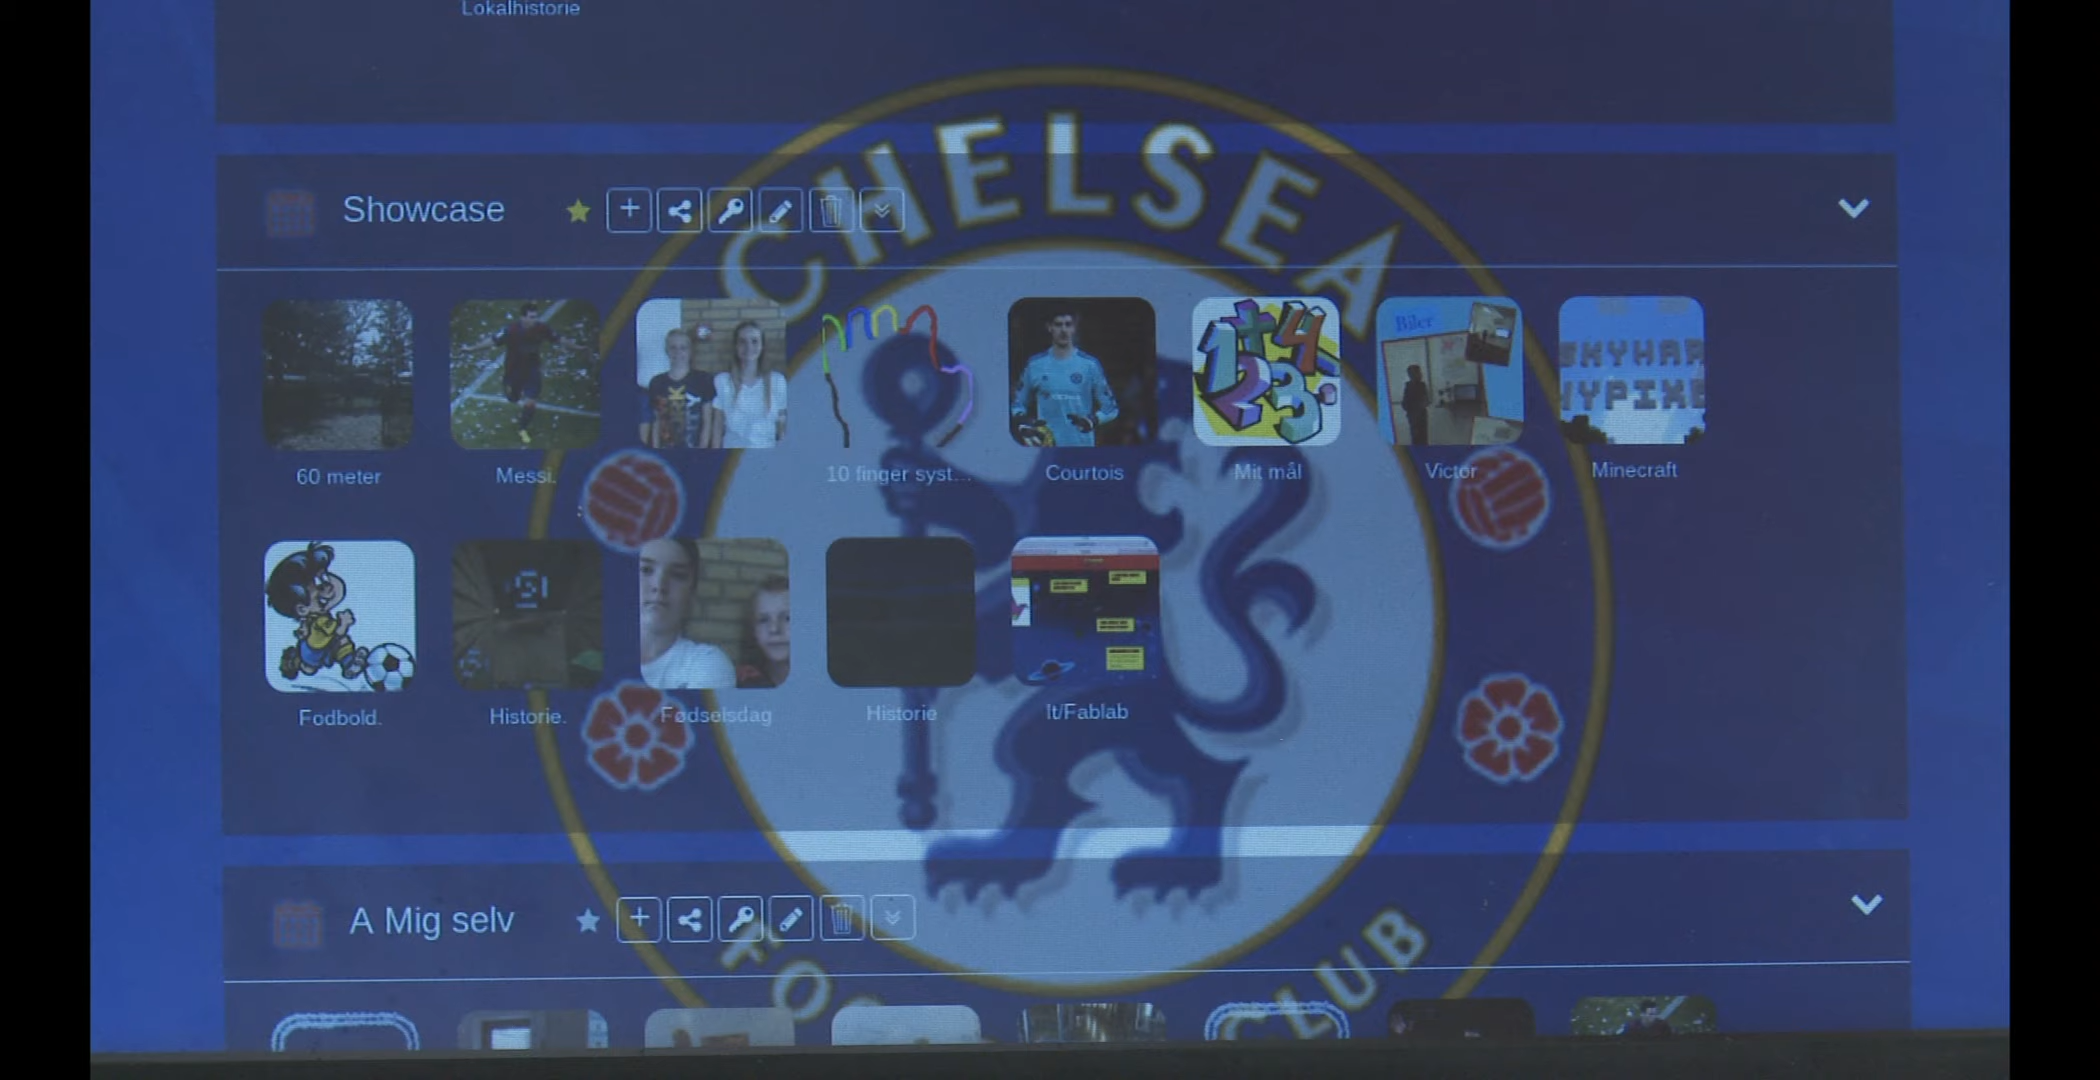 Lokalhistorie
CHELSEA
Showcase
Biler
60 meter
Messi.
10 finger syst...
Courtois
Mit mål
Victor
Minecraft
Fodbold.
Historie.
Fødselsdag
Historie
It/Fablab
A Mig selv
CLUB